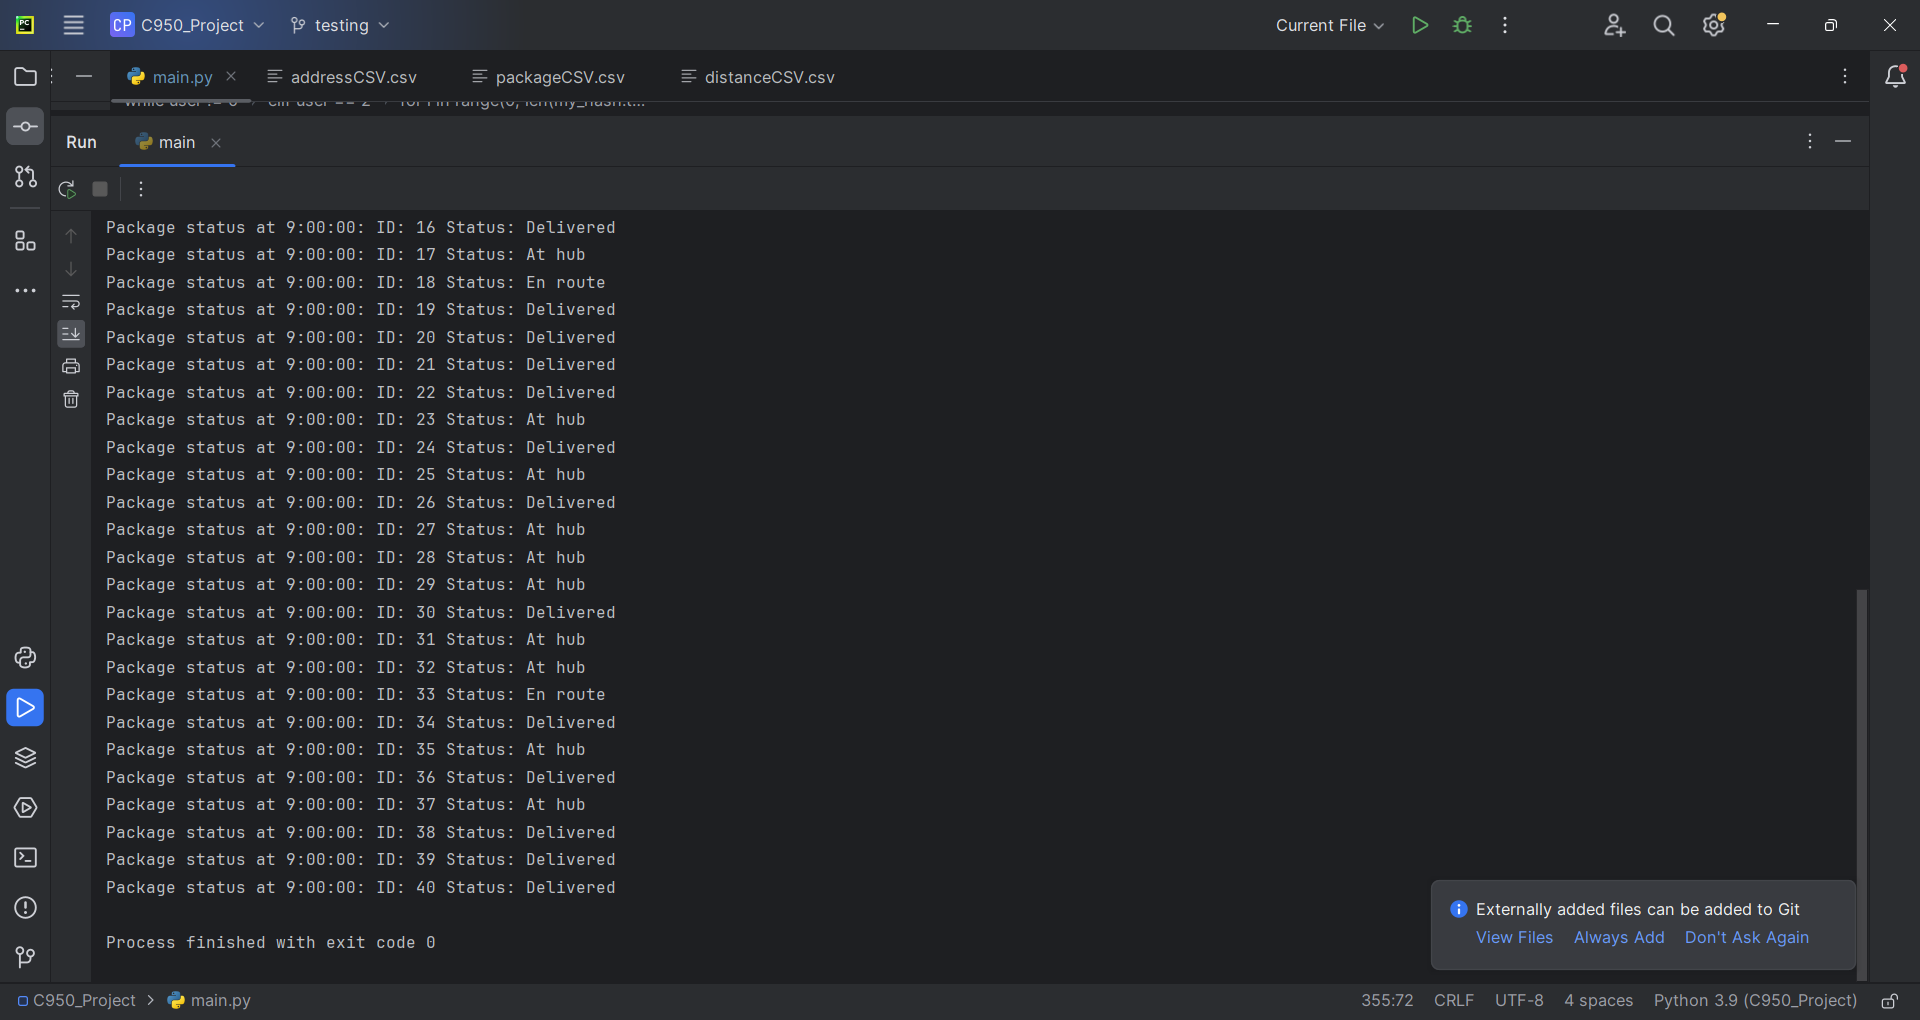 PC
CP C950_Project testing Current File
main.py addressCSV.csv packageCSV.csv distanceCSV.csv
Run main
Package status at 9:00:00: ID: 16 Status: Delivered
Package status at 9:00:00: ID: 17 Status: At hub
Package status at 9:00:00: ID: 18 Status: En route
Package status at 9:00:00: ID: 19 Status: Delivered
Package status at 9:00:00: ID: 20 Status: Delivered
Package status at 9:00:00: ID: 21 Status: Delivered
Package status at 9:00:00: ID: 22 Status: Delivered
Package status at 9:00:00: ID: 23 Status: At hub
Package status at 9:00:00: ID: 24 Status: Delivered
Package status at 9:00:00: ID: 25 Status: At hub
Package status at 9:00:00: ID: 26 Status: Delivered
Package status at 9:00:00: ID: 27 Status: At hub
Package status at 9:00:00: ID: 28 Status: At hub
Package status at 9:00:00: ID: 29 Status: At hub
Package status at 9:00:00: ID: 30 Status: Delivered
Package status at 9:00:00: ID: 31 Status: At hub
Package status at 9:00:00: ID: 32 Status: At hub
Package status at 9:00:00: ID: 33 Status: En route
Package status at 9:00:00: ID: 34 Status: Delivered
Package status at 9:00:00: ID: 35 Status: At hub
Package status at 9:00:00: ID: 36 Status: Delivered
Package status at 9:00:00: ID: 37 Status: At hub
Package status at 9:00:00: ID: 38 Status: Delivered
Package status at 9:00:00: ID: 39 Status: Delivered
Package status at 9:00:00: ID: 40 Status: Delivered
Process finished with exit code 0
Externally added files can be added to Git
View Files Always Add Don't Ask Again
C950_Project > main.py 355:72 CRLF UTF-8 4 spaces Python 3.9 (C950_Project)